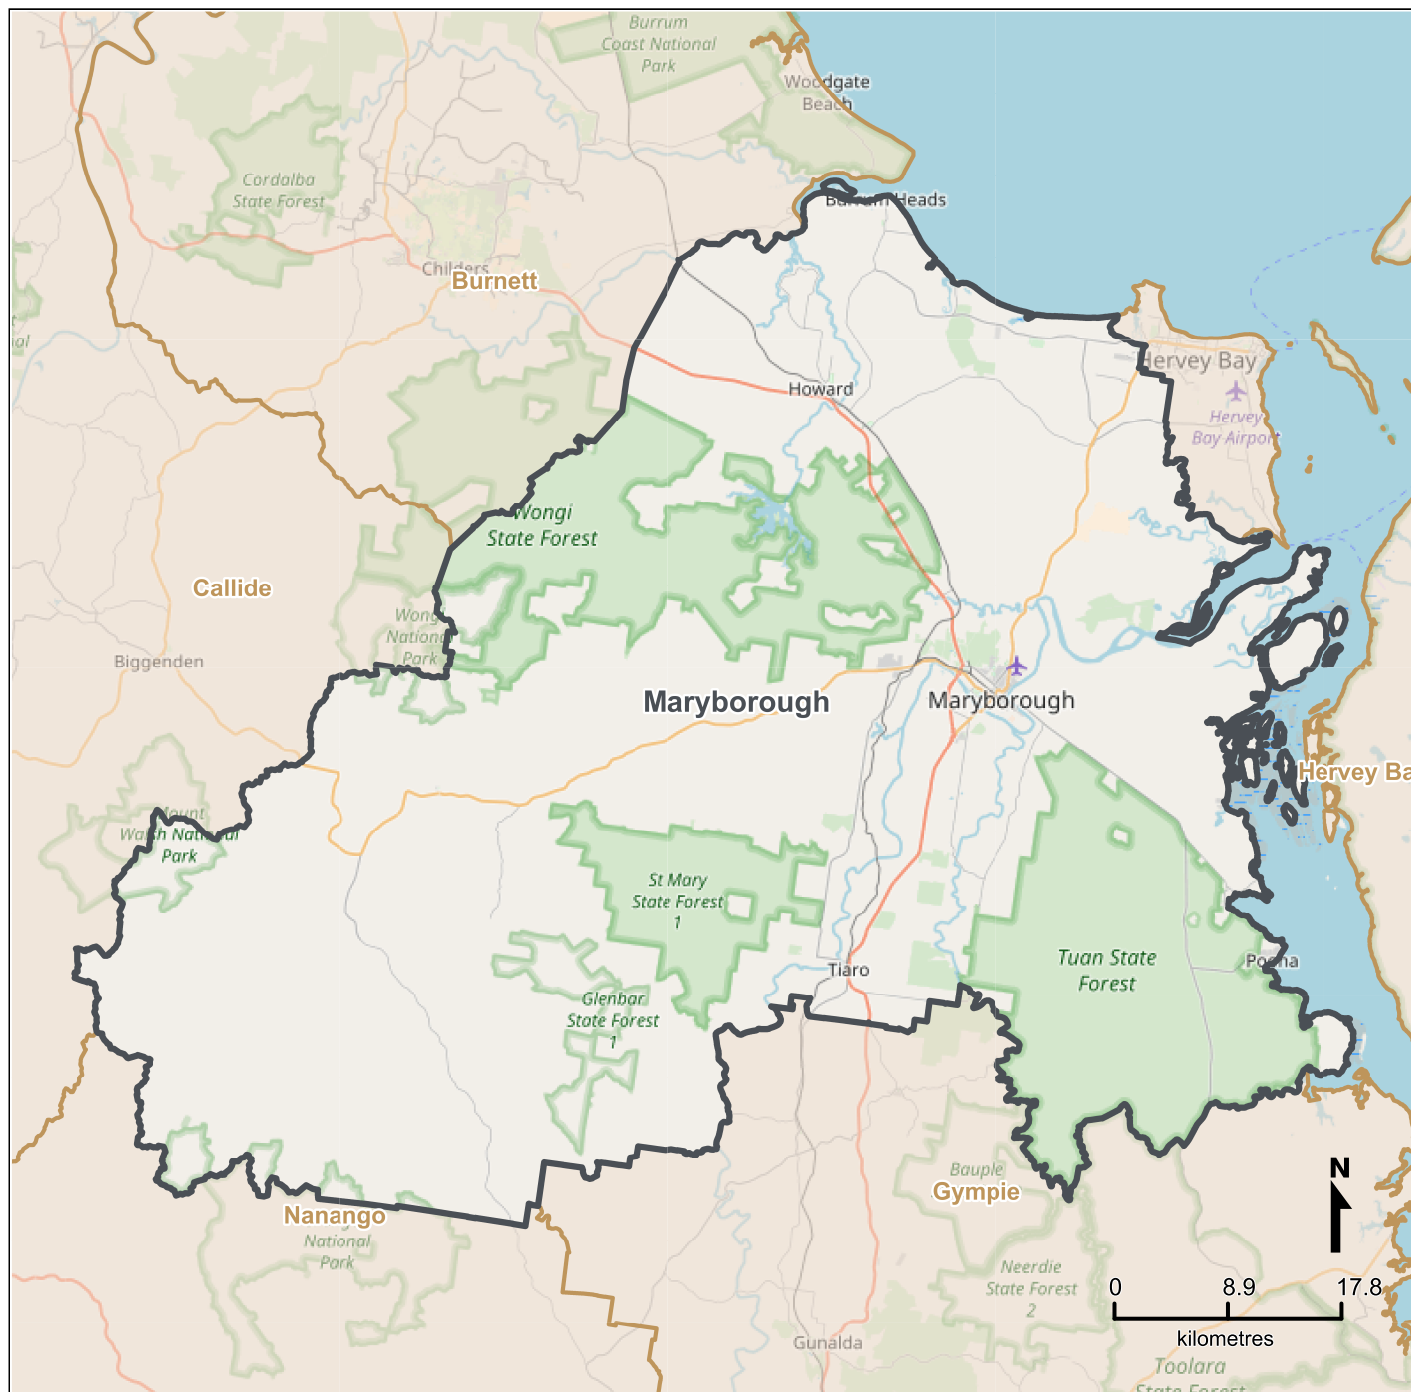 Burrum
Coast National
Park
Woodgate
Beach
Cordalba
State Forest
Burrum Heads
Childers
Burnett
Hervey Bay
Howard
Hervey
Bay Airport
Wongi
State Forest
Callide
Wongi
National
Park
Biggenden
Maryborough
Maryborough
Hervey Ba
Mount
Walsh National
Park
St Mary
State Forest
1
Tuan State
Forest
Poona
Tiaro
Glenbar
State Forest
1
N
Bauple
Gympie
Nanango
National
Park
Neerdie
State Forest
2
0 8.9 17.8
kilometres
Gunalda
Toolara
State Forest